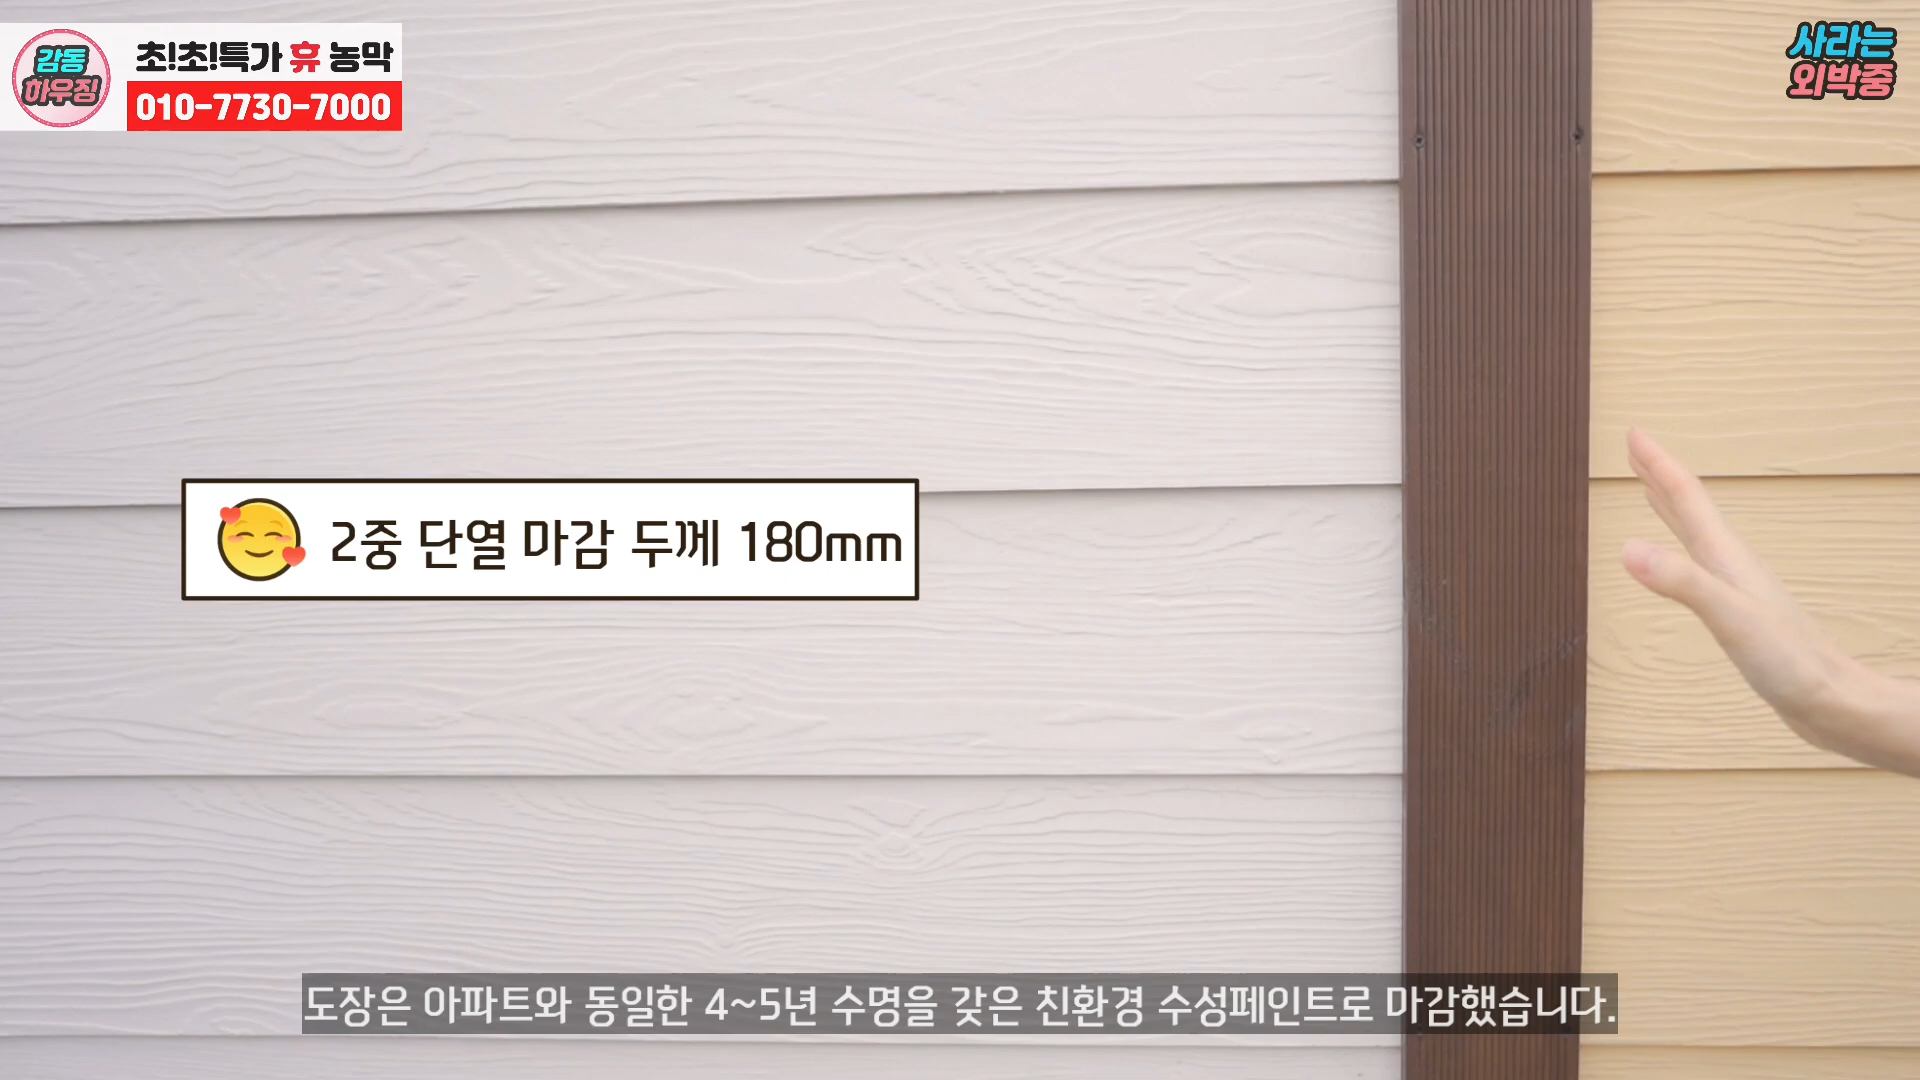 감동
하우징
초!초!특가 휴 농막
010-7730-7000
사라는
외박중
2중 단열 마감 두께 180mm
도장은 아파트와 동일한 4~5년 수명을 갖은 친환경 수성페인트로 마감했습니다.